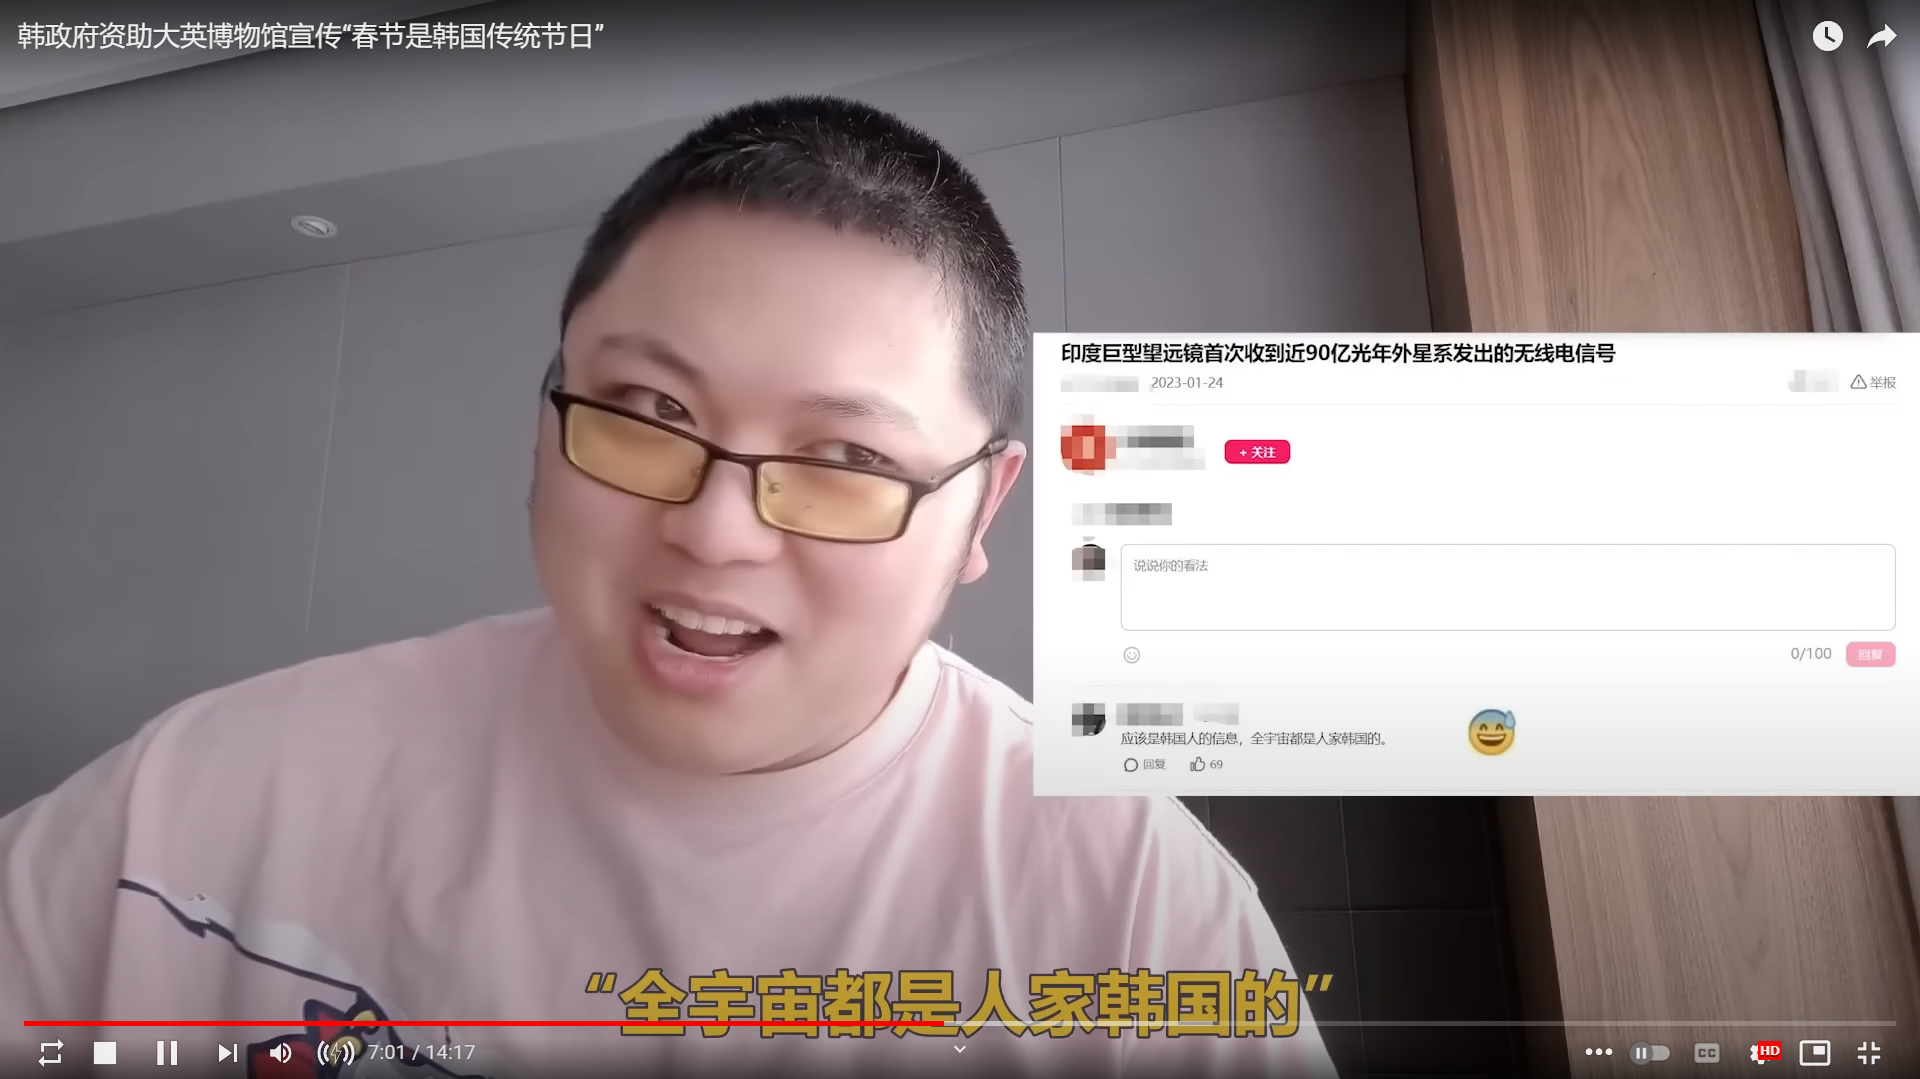 韩政府资助大英博物馆宣传“春节是韩国传统节日”
印度巨型望远镜首次收到近90亿光年外星系发出的无线电信号
2023-01-24
举报
+ 关注
说说你的看法
0/100
回复
应该是韩国人的信息，全宇宙都是人家韩国的。
回复
69
“全宇宙都是人家韩国的”
7:01 / 14:17
CC
HD